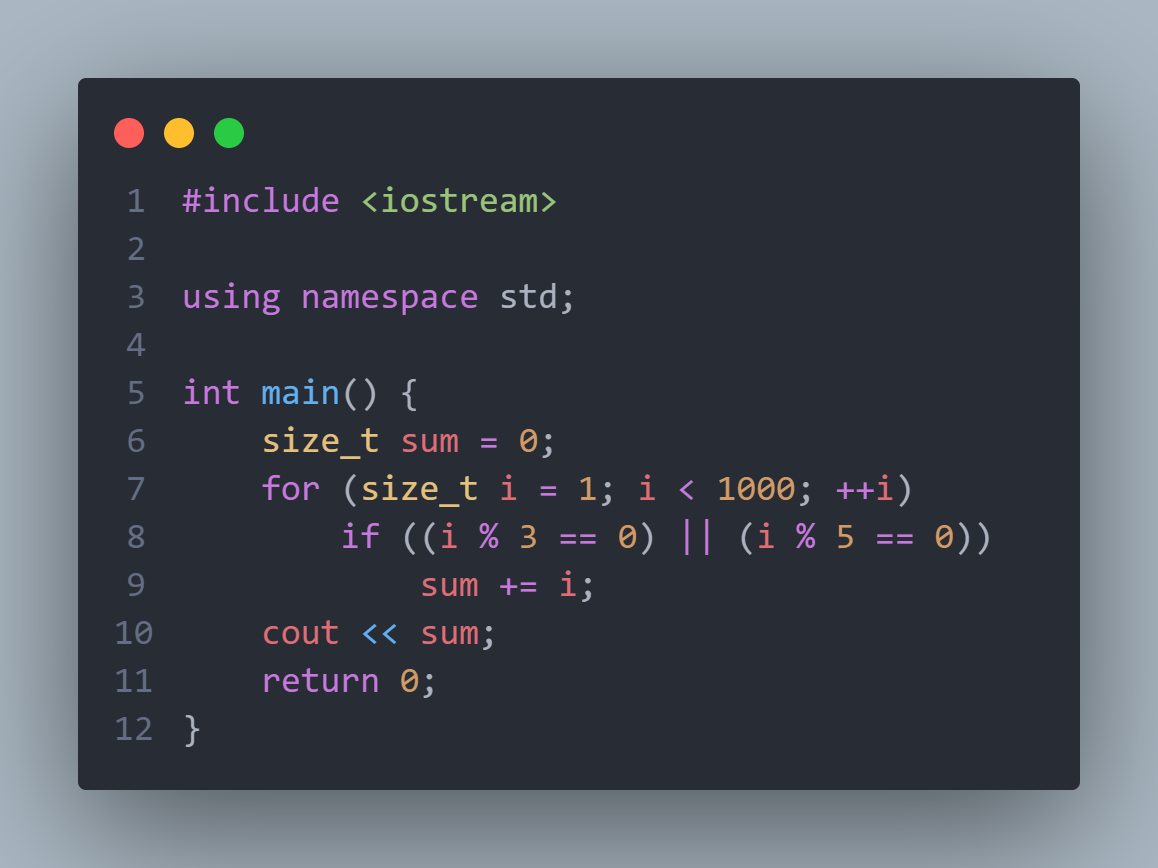 1 #include <iostream>
2
3 using namespace std;
4
5 int main() {
6     size_t sum = 0;
7     for (size_t i = 1; i < 1000; ++i)
8         if ((i % 3 == 0) || (i % 5 == 0))
9             sum += i;
10     cout << sum;
11     return 0;
12 }